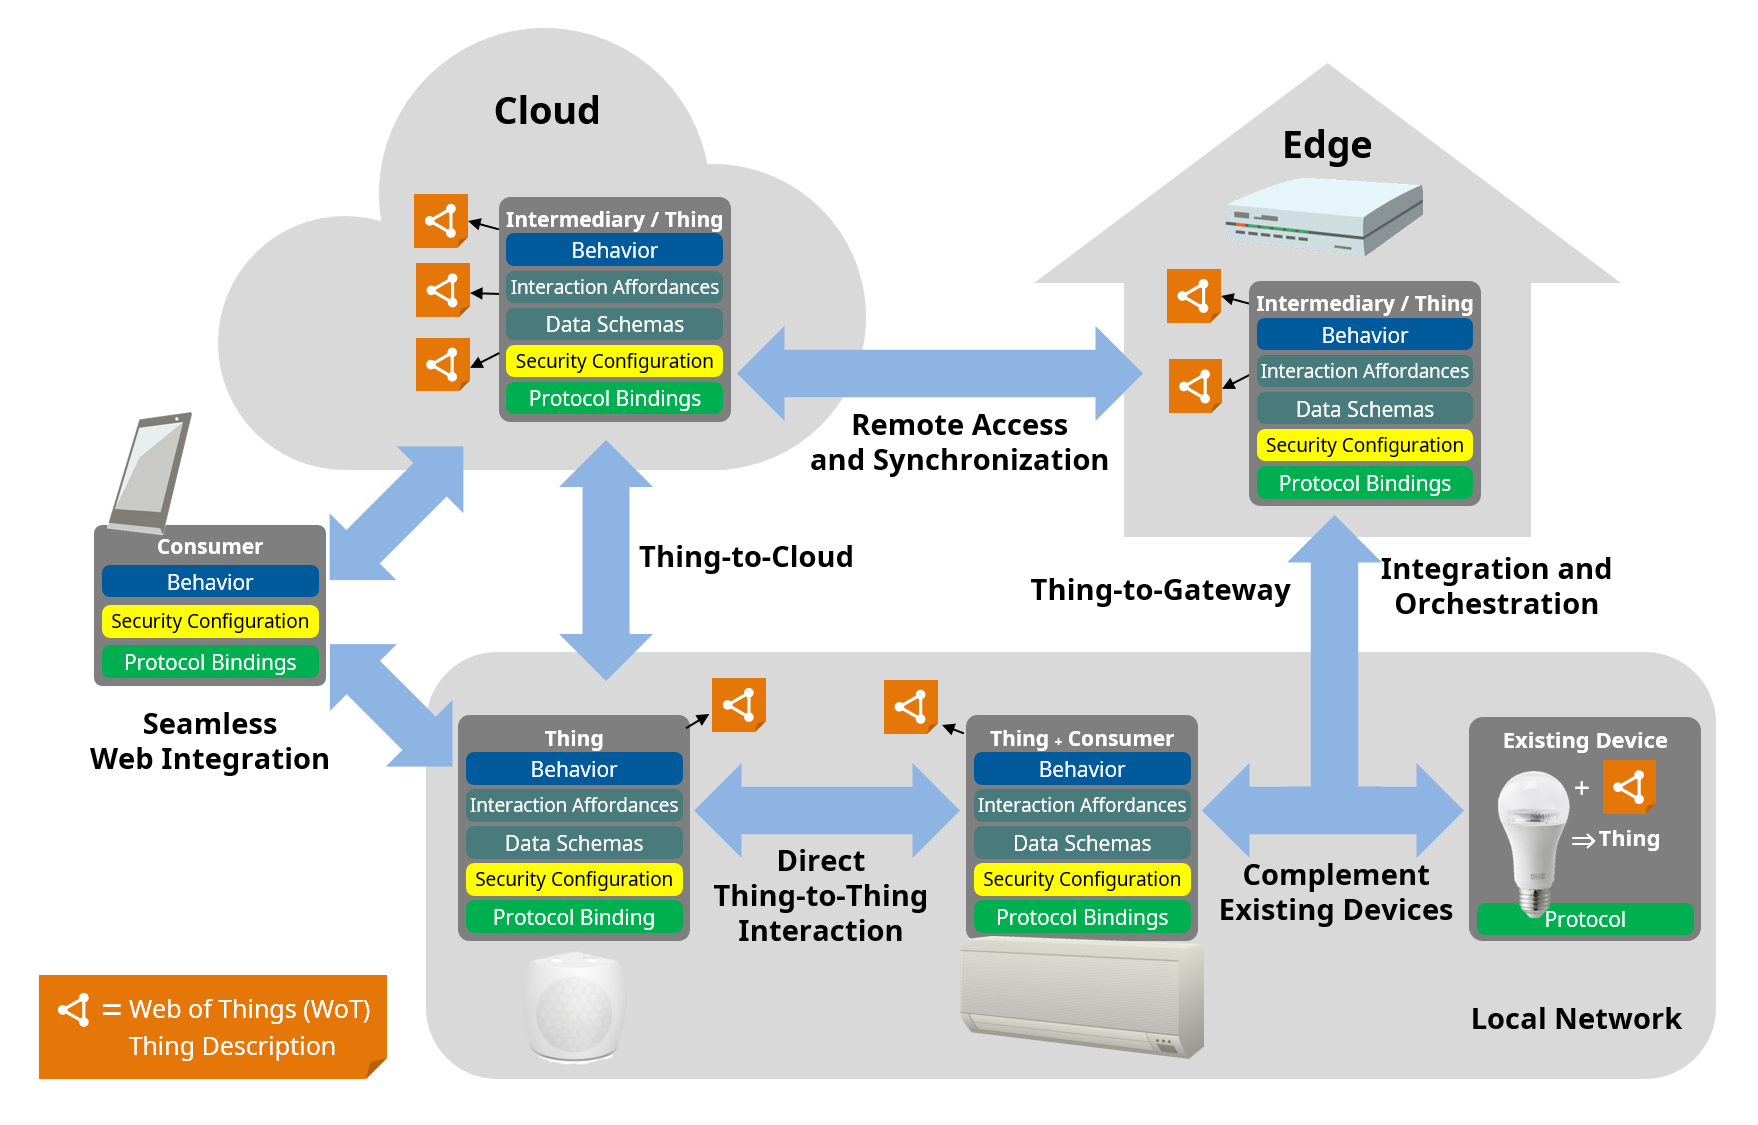 Cloud
Intermediary / Thing
Behavior
Interaction Affordances
Data Schemas
Security Configuration
Protocol Bindings
Edge
Intermediary / Thing
Behavior
Interaction Affordances
Data Schemas
Security Configuration
Protocol Bindings
Remote Access
and Synchronization
Consumer
Behavior
Security Configuration
Protocol Bindings
Seamless
Web Integration
Thing-to-Cloud
Thing-to-Gateway
Integration and
Orchestration
Thing
Behavior
Interaction Affordances
Data Schemas
Security Configuration
Protocol Binding
Direct
Thing-to-Thing
Interaction
Thing + Consumer
Behavior
Interaction Affordances
Data Schemas
Security Configuration
Protocol Bindings
Complement
Existing Devices
Existing Device
+
⇒ Thing
Protocol
Local Network
= Web of Things (WoT)
Thing Description